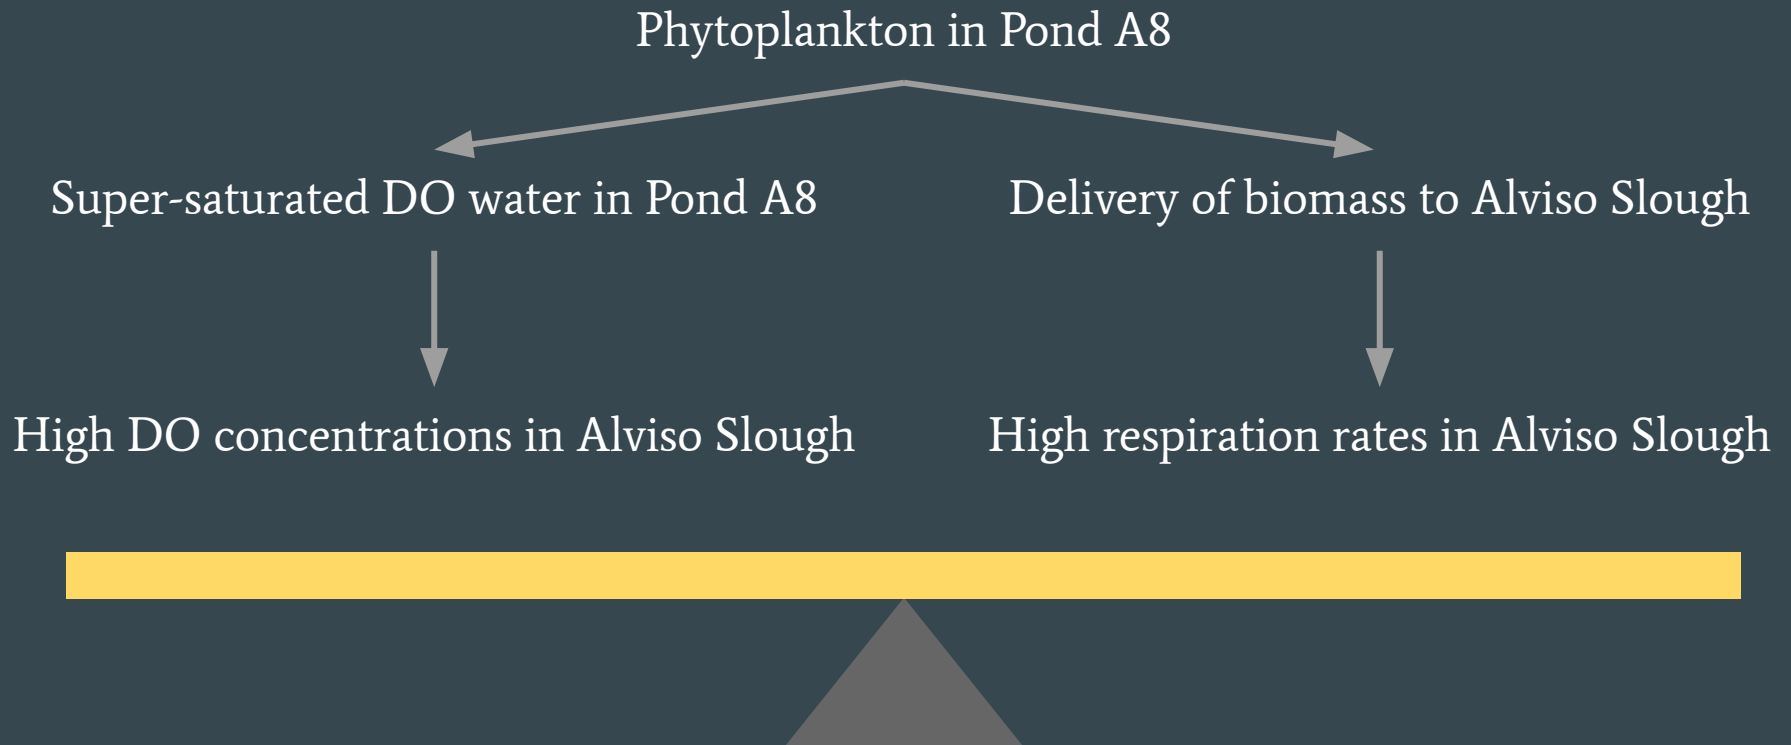 Phytoplankton in Pond A8
Super-saturated DO water in Pond A8
Delivery of biomass to Alviso Slough
High DO concentrations in Alviso Slough
High respiration rates in Alviso Slough